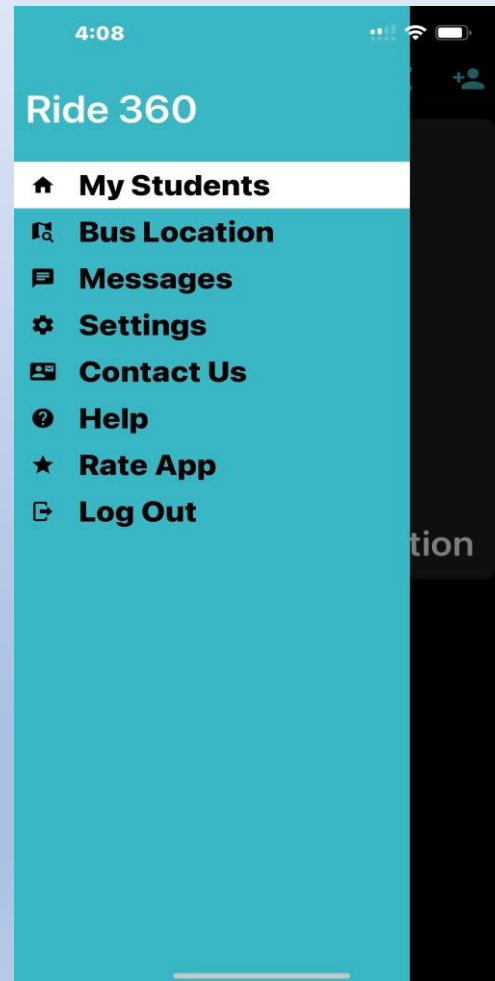 4:08
Ride 360
My Students
Bus Location
Messages
Settings
Contact Us
Help
Rate App
Log Out
tion